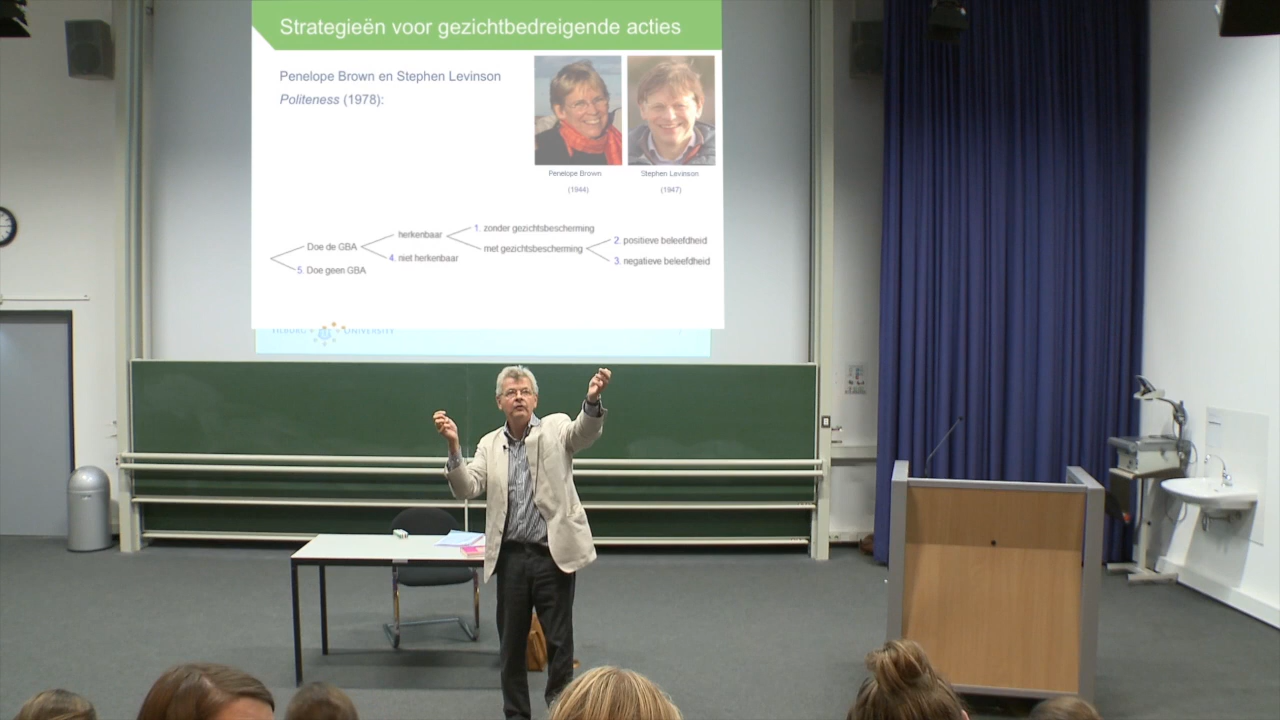 Strategieën voor gezichtbedreigende acties
Penelope Brown en Stephen Levinson
Politeness (1978):
Penelope Brown
(1944)
Stephen Levinson
(1947)
Doe de GBA
herkenbaar
1. zonder gezichtsbescherming
met gezichtsbescherming
2. positieve beleefdheid
3. negatieve beleefdheid
4. niet herkenbaar
5. Doe geen GBA
TILBURG UNIVERSITY